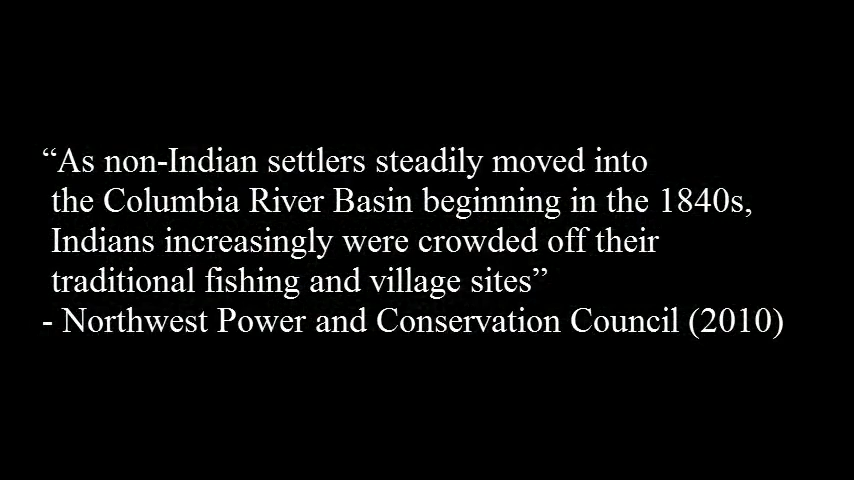 “As non-Indian settlers steadily moved into
the Columbia River Basin beginning in the 1840s,
Indians increasingly were crowded off their
traditional fishing and village sites”
- Northwest Power and Conservation Council (2010)